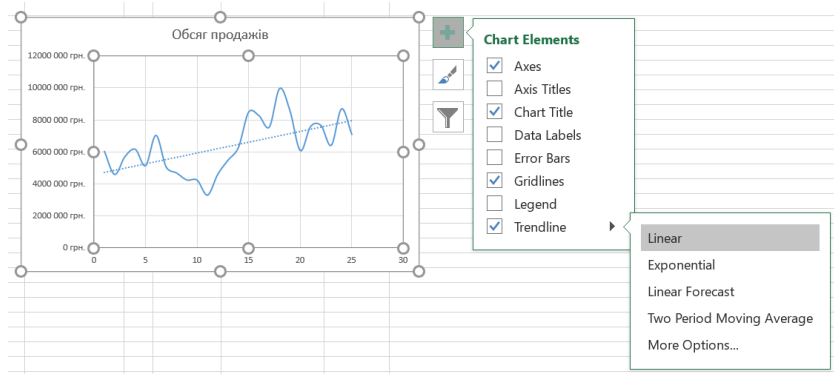 Обсяг продажів
12000 000 грн.
10000 000 грн.
8000 000 грн.
6000 000 грн.
4000 000 грн.
2000 000 грн.
0 грн.
0 5 10 15 20 25 30
Chart Elements
Axes
Axis Titles
Chart Title
Data Labels
Error Bars
Gridlines
Legend
Trendline
Linear
Exponential
Linear Forecast
Two Period Moving Average
More Options...